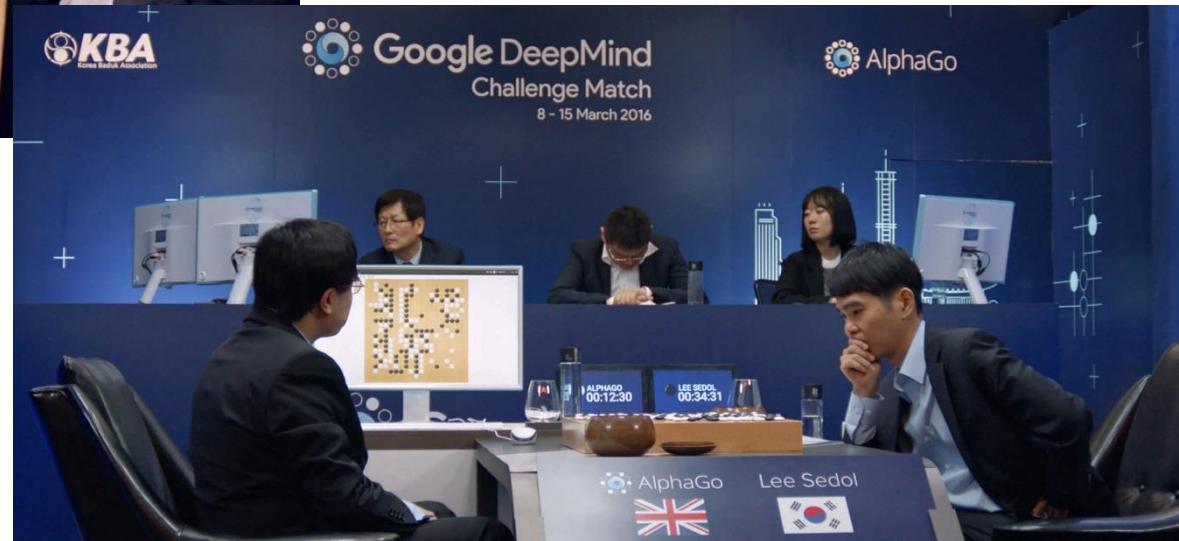 KBA
Korea Baduk Association
Google DeepMind
Challenge Match
8 - 15 March 2016
AlphaGo
ALPHAGO
00:12:30
LEE SEDOL
00:34:31
AlphaGo
Lee Sedol